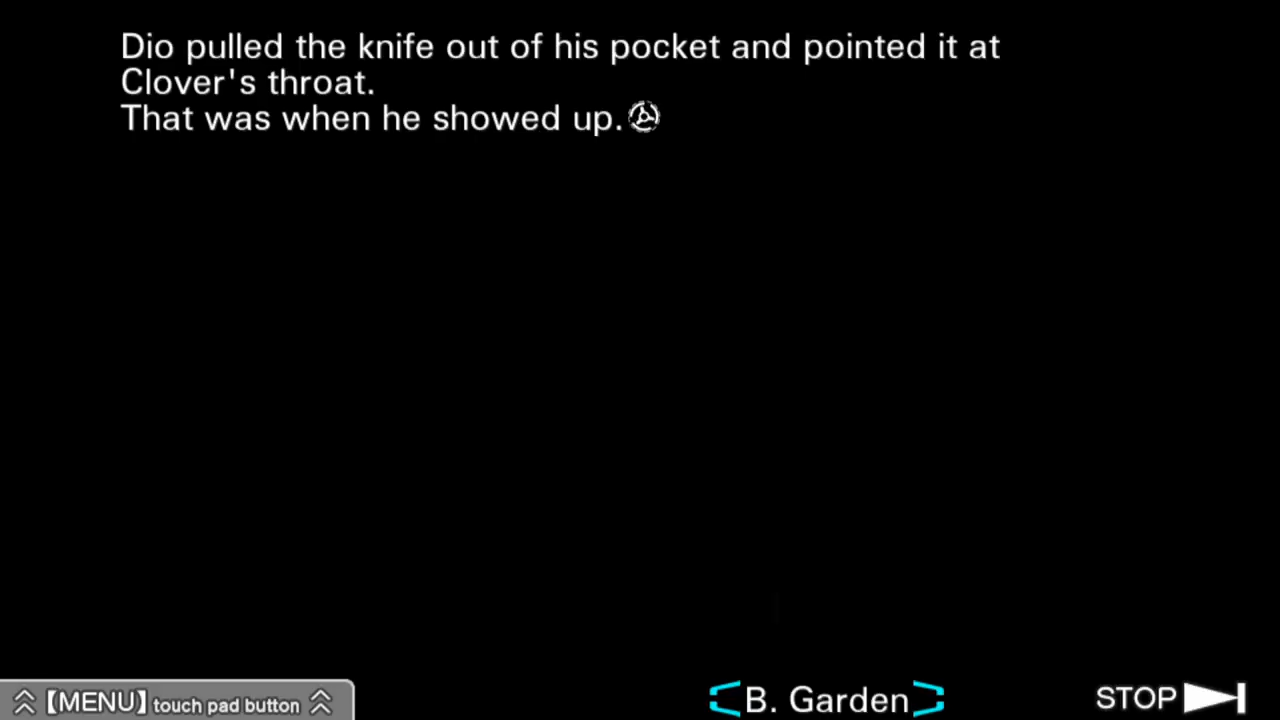 Dio pulled the knife out of his pocket and pointed it at
Clover's throat.
That was when he showed up.
【MENU】touch pad button
B. Garden
STOP